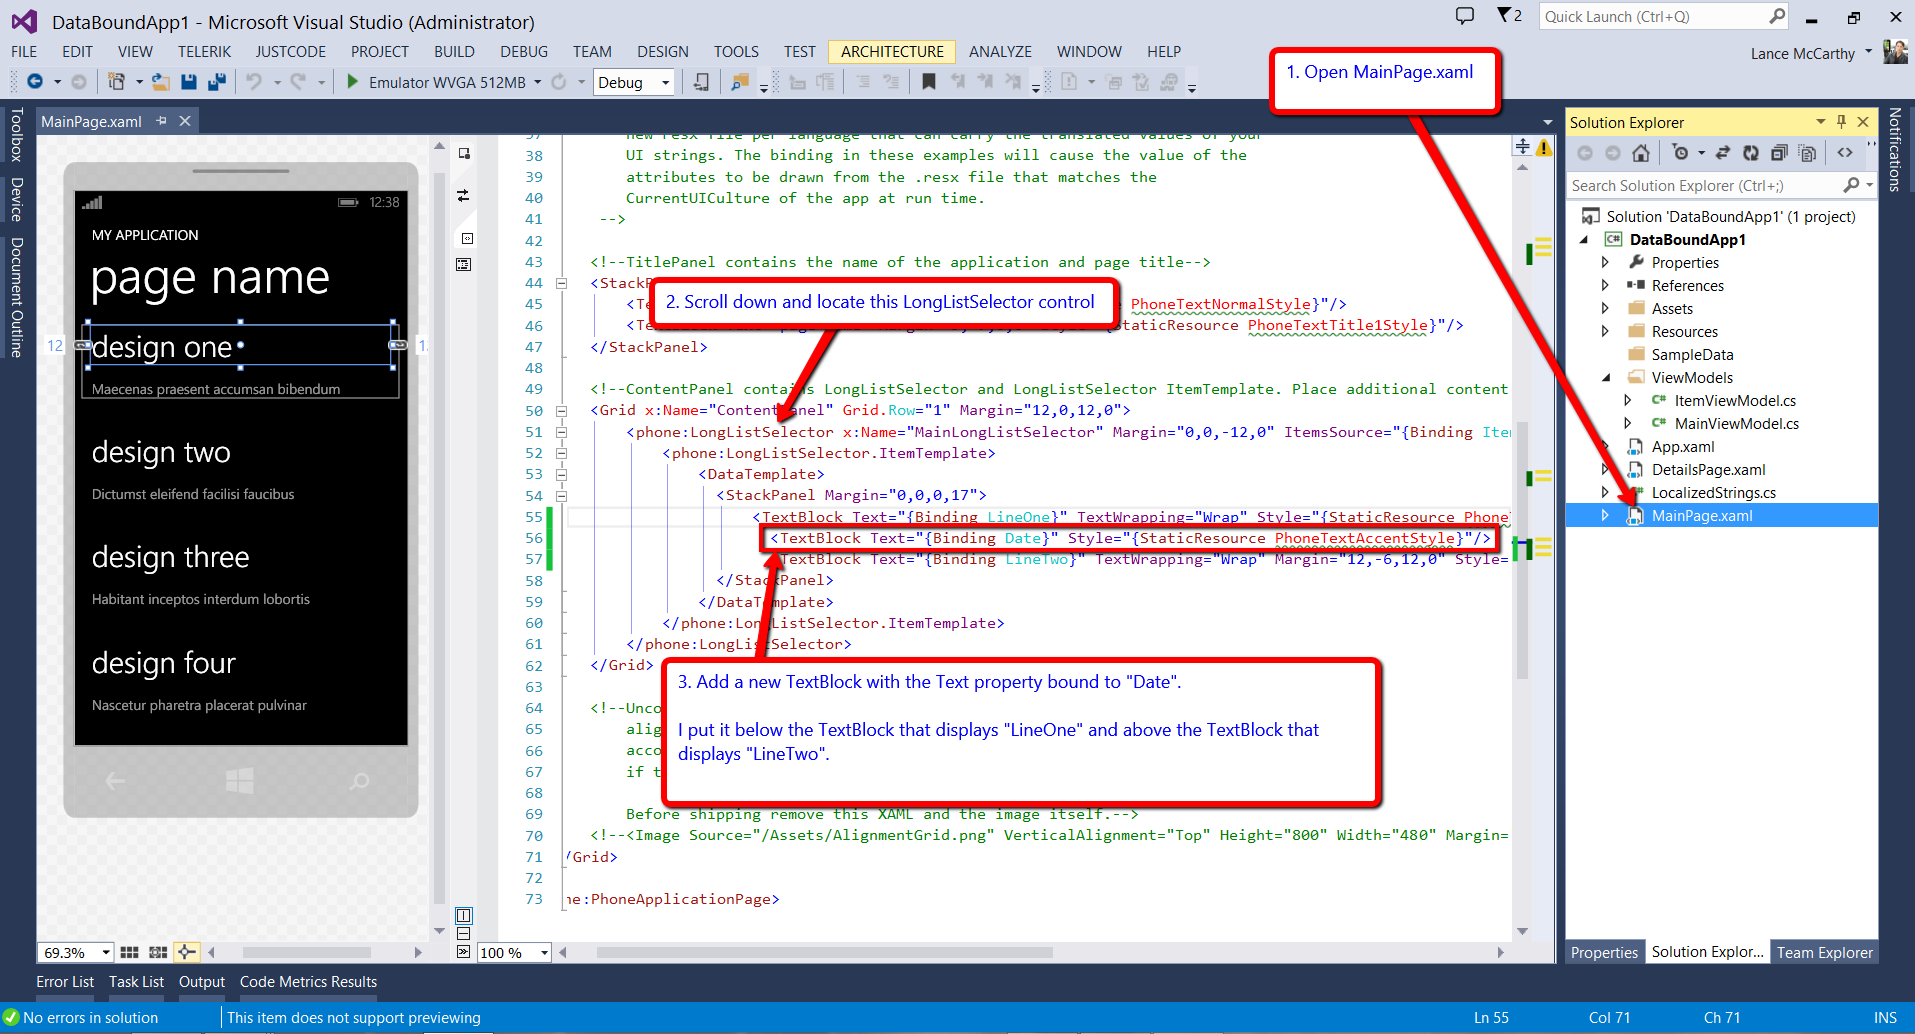 DataBoundApp1 - Microsoft Visual Studio (Administrator)
2
Quick Launch (Ctrl+Q)
FILE EDIT VIEW TELERIK JUSTCODE PROJECT BUILD DEBUG TEAM DESIGN TOOLS TEST ARCHITECTURE ANALYZE WINDOW HELP
Lance McCarthy
Emulator WVGA 512MB
Debug
1. Open MainPage.xaml
Toolbox
Device
Document Outline
MainPage.xaml
12:38
MY APPLICATION
page name
12
design one
Maecenas praesent accumsan bibendum
design two
Dictumst eleifend facilisi faucibus
design three
Habitant inceptos interdum lobortis
design four
Nascetur pharetra placerat pulvinar
69.3%
37 new resx file per language that can carry the translated values of your
38 UI strings. The binding in these examples will cause the value of the
39 attributes to be drawn from the .resx file that matches the
40 CurrentUICulture of the app at run time.
41 -->
42
43 <!--TitlePanel contains the name of the application and page title-->
44 <StackP
2. Scroll down and locate this LongListSelector control
45 <Te PhoneTextNormalStyle}"/>
46 <Te {StaticResource PhoneTextTitle1Style}"/>
47 </StackPanel>
48
49 <!--ContentPanel contains LongListSelector and LongListSelector ItemTemplate. Place additional content
50 <Grid x:Name="ContentPanel" Grid.Row="1" Margin="12,0,12,0">
51 <phone:LongListSelector x:Name="MainLongListSelector" Margin="0,0,-12,0" ItemsSource="{Binding Ite
52 <phone:LongListSelector.ItemTemplate>
53 <DataTemplate>
54 <StackPanel Margin="0,0,0,17">
55 <TextBlock Text="{Binding LineOne}" TextWrapping="Wrap" Style="{StaticResource Phone
56 <TextBlock Text="{Binding Date}" Style="{StaticResource PhoneTextAccentStyle}"/>
57 TextBlock Text="{Binding LineTwo}" TextWrapping="Wrap" Margin="12,-6,12,0" Style=
58 </StackPanel>
59 </DataTemplate>
60 </phone:LongListSelector.ItemTemplate>
61 </phone:LongListSelector>
62 </Grid>
63
3. Add a new TextBlock with the Text property bound to "Date".
I put it below the TextBlock that displays "LineOne" and above the TextBlock that
displays "LineTwo".
64 <!--Unco
65 alig
66 acco
67 if t
68
69 Before shipping remove this XAML and the image itself.-->
70 <!--<Image Source="/Assets/AlignmentGrid.png" VerticalAlignment="Top" Height="800" Width="480" Margin=
71 /Grid>
72
73 ne:PhoneApplicationPage>
100 %
Solution Explorer
Search Solution Explorer (Ctrl+;)
Solution 'DataBoundApp1' (1 project)
DataBoundApp1
Properties
References
Assets
Resources
SampleData
ViewModels
ItemViewModel.cs
MainViewModel.cs
App.xaml
DetailsPage.xaml
LocalizedStrings.cs
MainPage.xaml
Notifications
Properties Solution Explor... Team Explorer
Error List Task List Output Code Metrics Results
No errors in solution This item does not support previewing Ln 55 Col 71 Ch 71 INS